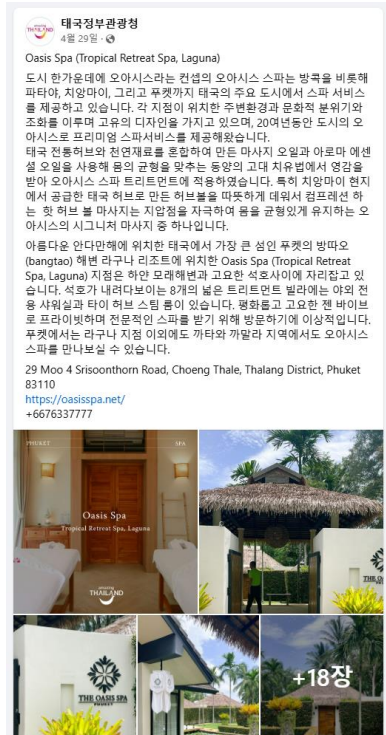 태국정부관광청
4월 29일 ·
Oasis Spa (Tropical Retreat Spa, Laguna)
도시 한가운데에 오아시스라는 컨셉의 오아시스 스파는 방콕을 비롯해
파타야, 치앙마이, 그리고 푸켓까지 태국의 주요 도시에서 스파 서비스
를 제공하고 있습니다. 각 지점이 위치한 주변환경과 문화적 분위기와
조화를 이루며 고유의 디자인을 가지고 있으며, 20여년동안 도시의 오
아시스로 프리미엄 스파서비스를 제공해왔습니다.
태국 전통허브와 천연재료를 혼합하여 만든 마사지 오일과 아로마 에센
셜 오일을 사용해 몸의 균형을 맞추는 동양의 고대 치유법에서 영감을
받아 오아시스 스파 트리트먼트에 적용하였습니다. 특히 치앙마이 현지
에서 공급한 태국 허브로 만든 허브볼을 따뜻하게 데워서 컴프레션 하
는 핫 허브 볼 마사지는 지압점을 자극하여 몸을 균형있게 유지하는 오
아시스의 시그니처 마사지 중 하나입니다.
아름다운 안다만해에 위치한 태국에서 가장 큰 섬인 푸켓의 방따오
(bangtao) 해변 라구나 리조트에 위치한 Oasis Spa (Tropical Retreat
Spa, Laguna) 지점은 하얀 모래해변과 고요한 석호사이에 자리잡고 있
습니다. 석호가 내려다보이는 8개의 넓은 트리트먼트 빌라에는 야외 전
용 샤워실과 타이 허브 스팀 룸이 있습니다. 평화롭고 고요한 젠 바이브
로 프라이빗하며 전문적인 스파를 받기 위해 방문하기에 이상적입니다.
푸켓에서는 라구나 지점 이외에도 까타와 까말라 지역에서도 오아시스
스파를 만나보실 수 있습니다.
29 Moo 4 Srisoonthorn Road, Choeng Thale, Thalang District, Phuket
83110
https://oasisspa.net/
+6676337777
PHUKET
SPA
Oasis Spa
Tropical Retreat Spa, Laguna
THAILAND
THE OAS
THE OASIS SPA
PHUKET
+18장